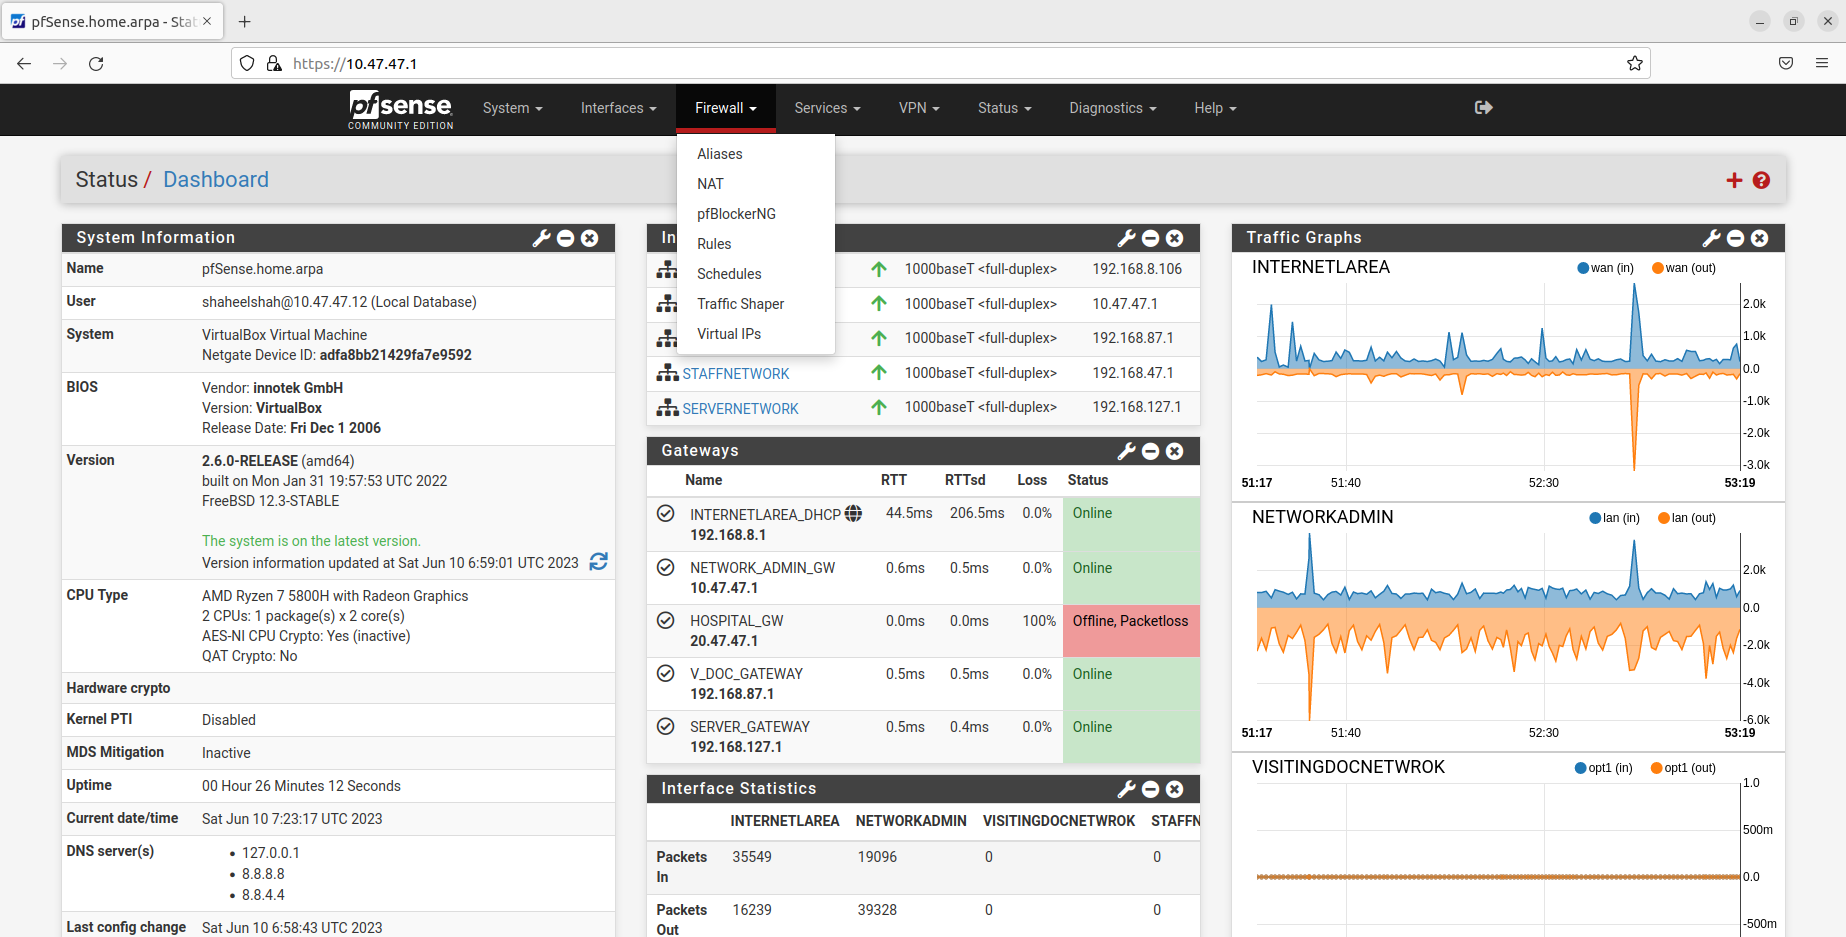 pfSense.home.arpa - Stat
https://10.47.47.1
pfsense
COMMUNITY EDITION
System
Interfaces
Firewall
Services
VPN
Status
Diagnostics
Help
Aliases
NAT
pfBlockerNG
Rules
Schedules
Traffic Shaper
Virtual IPs
Status / Dashboard
System Information
Name pfSense.home.arpa
User shaheelshah@10.47.47.12 (Local Database)
System VirtualBox Virtual Machine
Netgate Device ID: adfa8bb21429fa7e9592
BIOS Vendor: innotek GmbH
Version: VirtualBox
Release Date: Fri Dec 1 2006
Version 2.6.0-RELEASE (amd64)
built on Mon Jan 31 19:57:53 UTC 2022
FreeBSD 12.3-STABLE
The system is on the latest version.
Version information updated at Sat Jun 10 6:59:01 UTC 2023
CPU Type AMD Ryzen 7 5800H with Radeon Graphics
2 CPUs: 1 package(s) x 2 core(s)
AES-NI CPU Crypto: Yes (inactive)
QAT Crypto: No
Hardware crypto
Kernel PTI Disabled
MDS Mitigation Inactive
Uptime 00 Hour 26 Minutes 12 Seconds
Current date/time Sat Jun 10 7:23:17 UTC 2023
DNS server(s)
127.0.0.1
8.8.8.8
8.8.4.4
Last config change Sat Jun 10 6:58:43 UTC 2023
In
1000baseT <full-duplex> 192.168.8.106
1000baseT <full-duplex> 10.47.47.1
1000baseT <full-duplex> 192.168.87.1
STAFFNETWORK 1000baseT <full-duplex> 192.168.47.1
SERVERNETWORK 1000baseT <full-duplex> 192.168.127.1
Gateways
Name RTT RTTsd Loss Status
INTERNETLAREA_DHCP 44.5ms 206.5ms 0.0% Online
192.168.8.1
NETWORK_ADMIN_GW 0.6ms 0.5ms 0.0% Online
10.47.47.1
HOSPITAL_GW 0.0ms 0.0ms 100% Offline, Packetloss
20.47.47.1
V_DOC_GATEWAY 0.5ms 0.5ms 0.0% Online
192.168.87.1
SERVER_GATEWAY 0.5ms 0.4ms 0.0% Online
192.168.127.1
Interface Statistics
INTERNETLAREA NETWORKADMIN VISITINGDOCNETWROK STAFFN
Packets In 35549 19096 0 0
Packets Out 16239 39328 0 0
Traffic Graphs
INTERNETLAREA wan (in) wan (out)
2.0k
1.0k
0.0
-1.0k
-2.0k
-3.0k
51:17 51:40 52:30 53:19
NETWORKADMIN lan (in) lan (out)
2.0k
0.0
-2.0k
-4.0k
-6.0k
51:17 51:40 52:30 53:19
VISITINGDOCNETWROK opt1 (in) opt1 (out)
1.0
500m
0.0
-500m